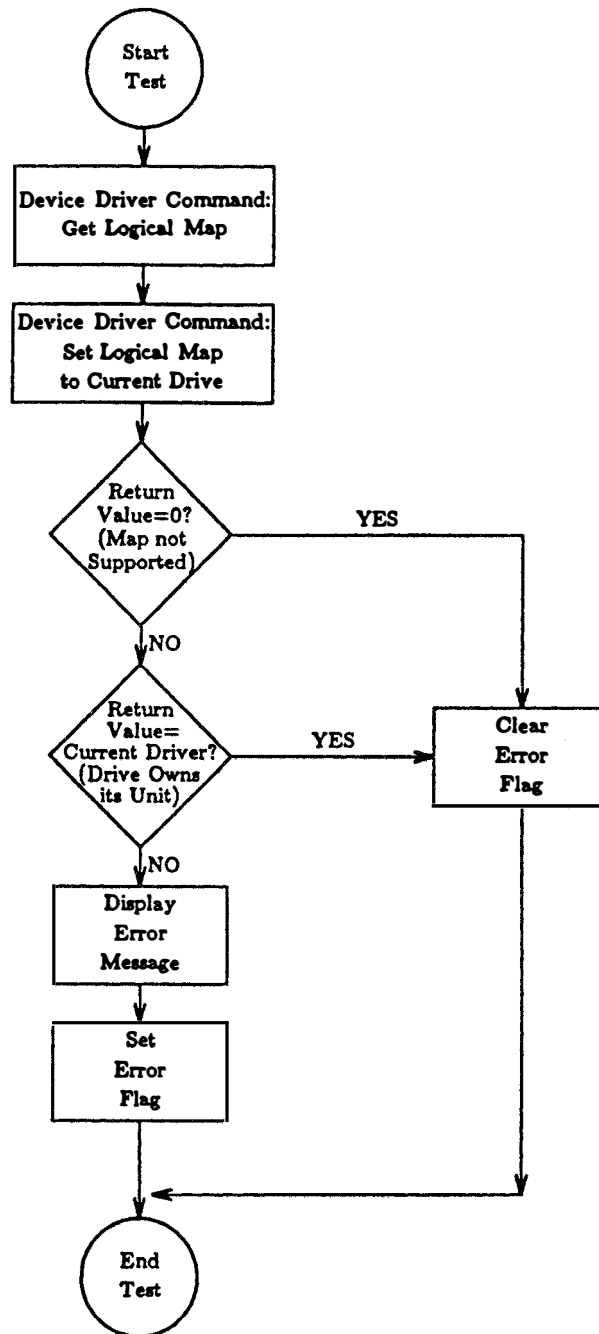 Start
Test
Device Driver Command:
Get Logical Map
Device Driver Command:
Set Logical Map
to Current Drive
Return
Value=0?
(Map not
Supported)
YES
NO
Return
Value=
Current Driver?
(Drive Owns
its Unit)
YES
Clear
Error
Flag
NO
Display
Error
Message
Set
Error
Flag
End
Test